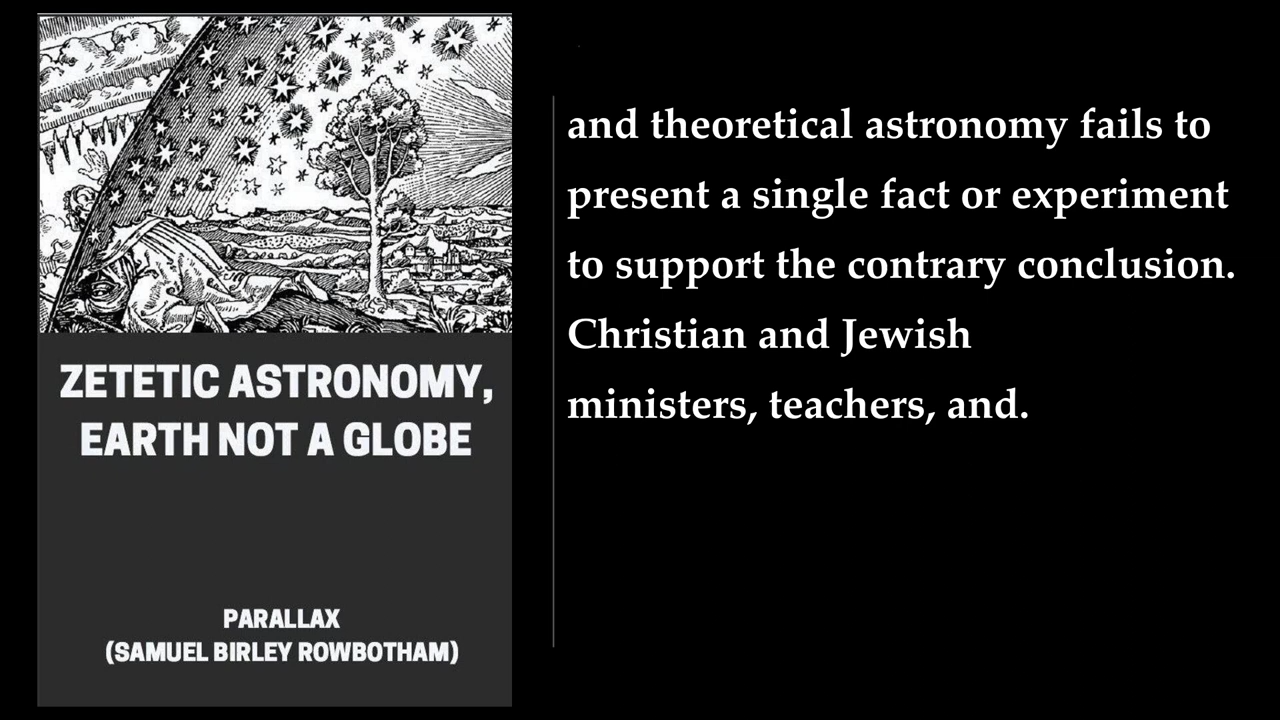 ZETETIC ASTRONOMY,
EARTH NOT A GLOBE
PARALLAX
(SAMUEL BIRLEY ROWBOTHAM)
and theoretical astronomy fails to
present a single fact or experiment
to support the contrary conclusion.
Christian and Jewish
ministers, teachers, and.